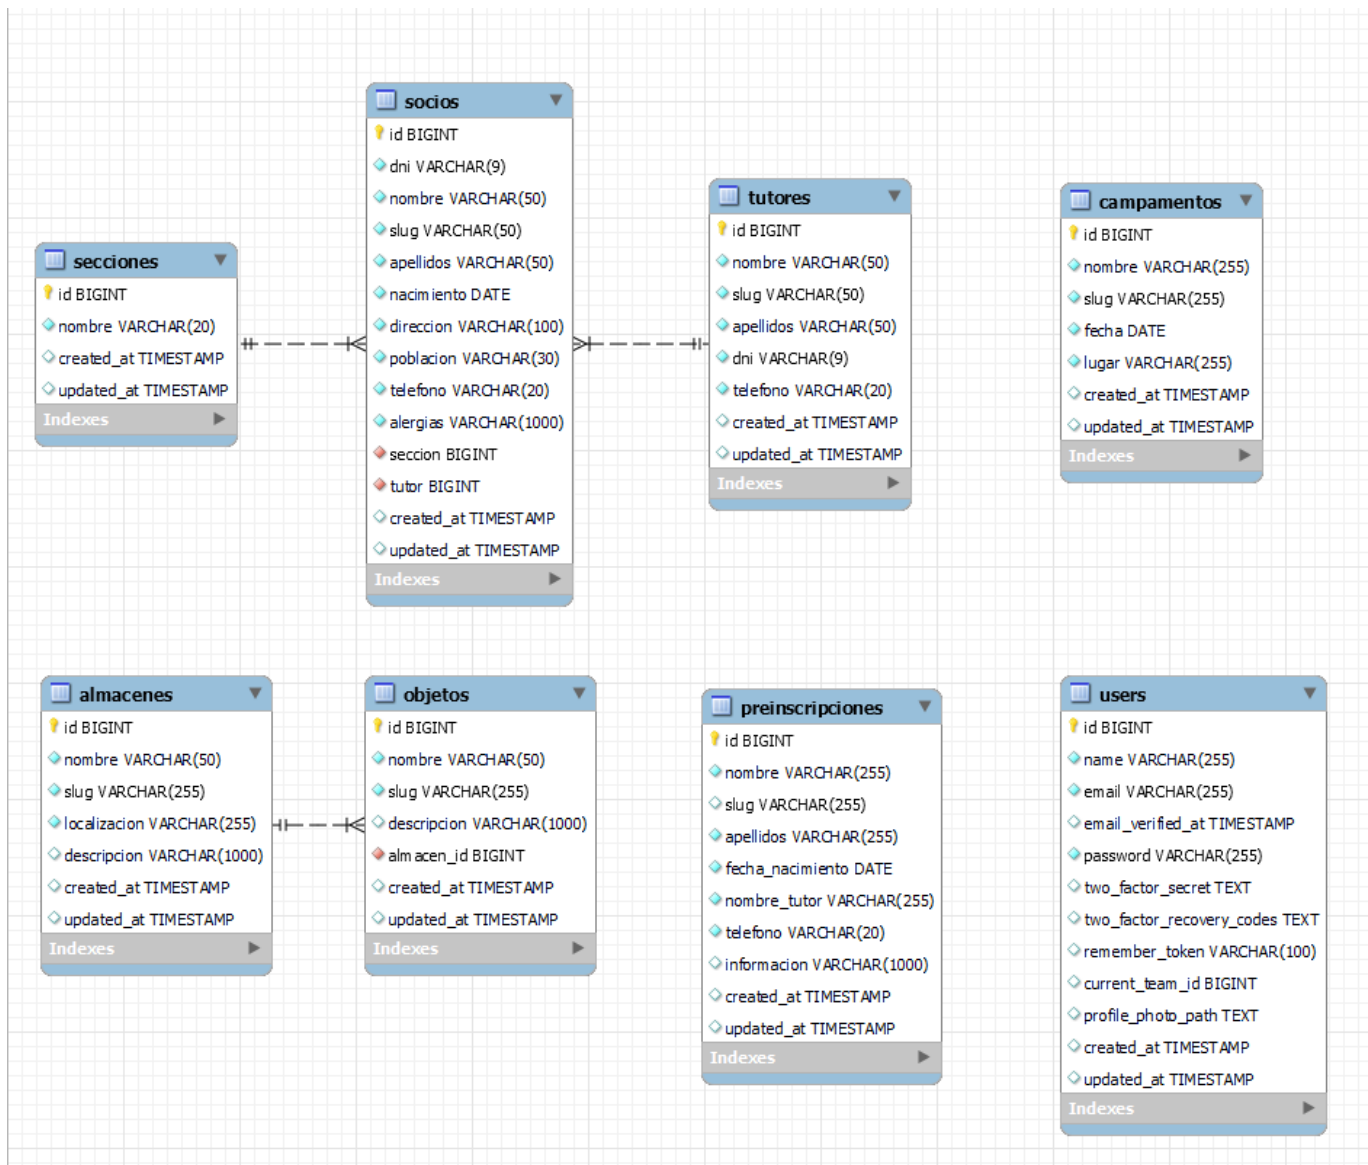 socios
id BIGINT
dni VARCHAR(9)
nombre VARCHAR(50)
slug VARCHAR(50)
apellidos VARCHAR(50)
nacimiento DATE
direccion VARCHAR(100)
poblacion VARCHAR(30)
telefono VARCHAR(20)
alergias VARCHAR(1000)
seccion BIGINT
tutor BIGINT
created_at TIMESTAMP
updated_at TIMESTAMP
Indexes
secciones
id BIGINT
nombre VARCHAR(20)
created_at TIMESTAMP
updated_at TIMESTAMP
Indexes
tutores
id BIGINT
nombre VARCHAR(50)
slug VARCHAR(50)
apellidos VARCHAR(50)
dni VARCHAR(9)
telefono VARCHAR(20)
created_at TIMESTAMP
updated_at TIMESTAMP
Indexes
campamentos
id BIGINT
nombre VARCHAR(255)
slug VARCHAR(255)
fecha DATE
lugar VARCHAR(255)
created_at TIMESTAMP
updated_at TIMESTAMP
Indexes
almacenes
id BIGINT
nombre VARCHAR(50)
slug VARCHAR(255)
localizacion VARCHAR(255)
descripcion VARCHAR(1000)
created_at TIMESTAMP
updated_at TIMESTAMP
Indexes
objetos
id BIGINT
nombre VARCHAR(50)
slug VARCHAR(255)
descripcion VARCHAR(1000)
almacen_id BIGINT
created_at TIMESTAMP
updated_at TIMESTAMP
Indexes
preinscripciones
id BIGINT
nombre VARCHAR(255)
slug VARCHAR(255)
apellidos VARCHAR(255)
fecha_nacimiento DATE
nombre_tutor VARCHAR(255)
telefono VARCHAR(20)
informacion VARCHAR(1000)
created_at TIMESTAMP
updated_at TIMESTAMP
Indexes
users
id BIGINT
name VARCHAR(255)
email VARCHAR(255)
email_verified_at TIMESTAMP
password VARCHAR(255)
two_factor_secret TEXT
two_factor_recovery_codes TEXT
remember_token VARCHAR(100)
current_team_id BIGINT
profile_photo_path TEXT
created_at TIMESTAMP
updated_at TIMESTAMP
Indexes